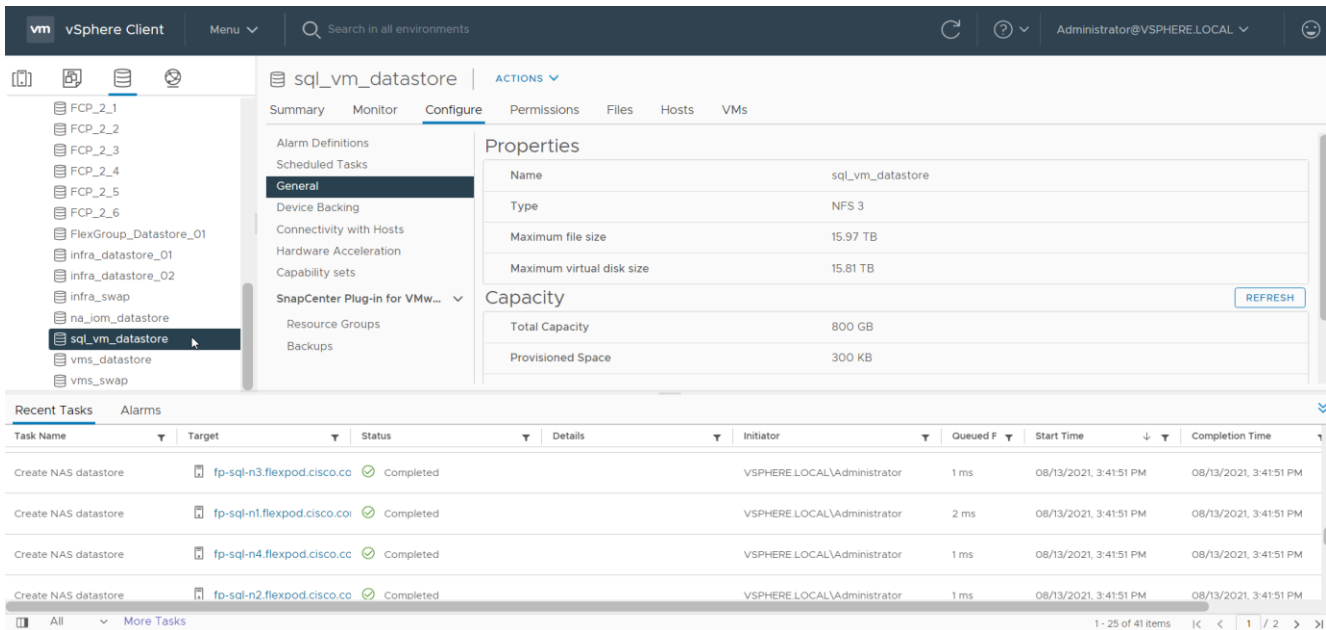 vm vSphere Client Menu Search in all environments Administrator@VSPHERE.LOCAL
sql_vm_datastore ACTIONS
Summary Monitor Configure Permissions Files Hosts VMs
FCP_2_1
FCP_2_2
FCP_2_3
FCP_2_4
FCP_2_5
FCP_2_6
FlexGroup_Datastore_01
infra_datastore_01
infra_datastore_02
infra_swap
na_iom_datastore
sql_vm_datastore
vms_datastore
vms_swap
Alarm Definitions
Scheduled Tasks
General
Device Backing
Connectivity with Hosts
Hardware Acceleration
Capability sets
SnapCenter Plug-in for VMw...
Resource Groups
Backups
Properties
Name sql_vm_datastore
Type NFS 3
Maximum file size 15.97 TB
Maximum virtual disk size 15.81 TB
Capacity REFRESH
Total Capacity 800 GB
Provisioned Space 300 KB
Recent Tasks Alarms
Task Name Target Status Details Initiator Queued F Start Time Completion Time
Create NAS datastore fp-sql-n3.flexpod.cisco.co Completed VSPHERE.LOCAL\Administrator 1 ms 08/13/2021, 3:41:51 PM 08/13/2021, 3:41:51 PM
Create NAS datastore fp-sql-n1.flexpod.cisco.co Completed VSPHERE.LOCAL\Administrator 2 ms 08/13/2021, 3:41:51 PM 08/13/2021, 3:41:51 PM
Create NAS datastore fp-sql-n4.flexpod.cisco.cc Completed VSPHERE.LOCAL\Administrator 1 ms 08/13/2021, 3:41:51 PM 08/13/2021, 3:41:51 PM
Create NAS datastore fp-sql-n2.flexpod.cisco.co Completed VSPHERE.LOCAL\Administrator 1 ms 08/13/2021, 3:41:51 PM 08/13/2021, 3:41:51 PM
All More Tasks 1 - 25 of 41 items 1 / 2